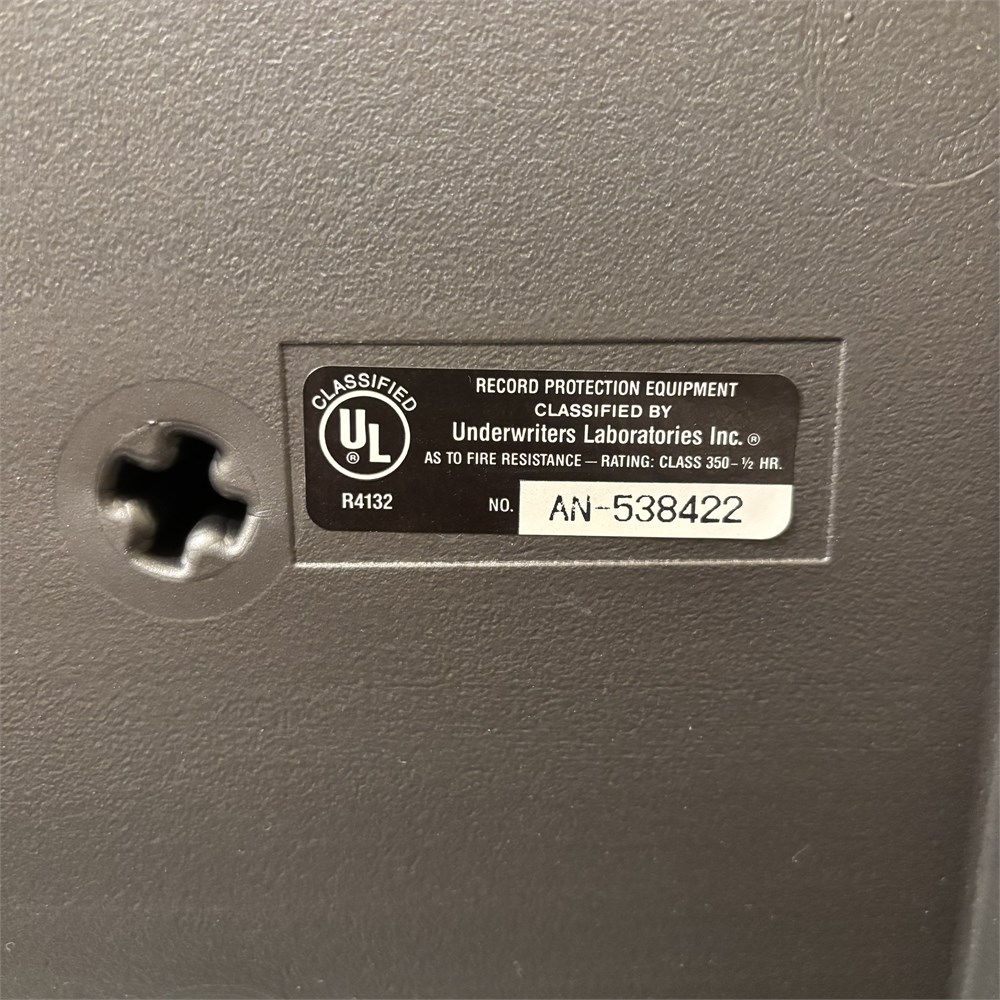 CLASSIFIED
UL®
R4132
RECORD PROTECTION EQUIPMENT
CLASSIFIED BY
Underwriters Laboratories Inc. ®
AS TO FIRE RESISTANCE — RATING: CLASS 350 - ½ HR.
NO. AN-538422